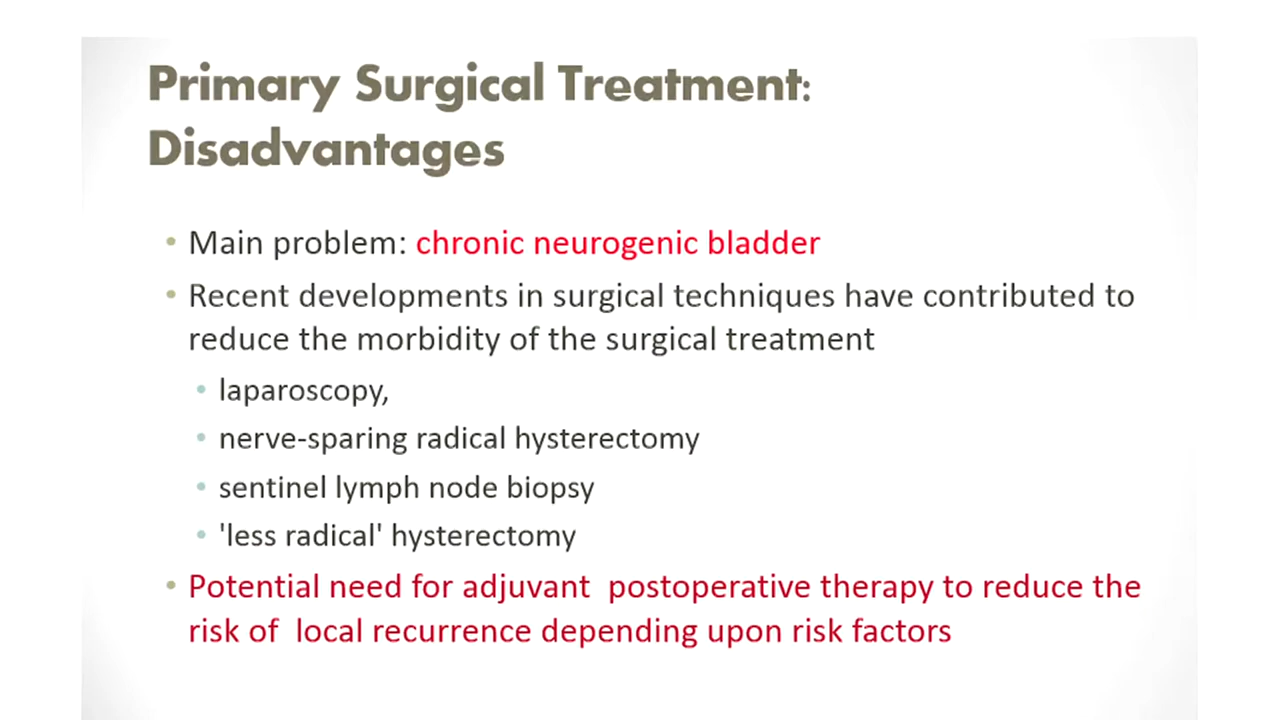 Primary Surgical Treatment:
Disadvantages
• Main problem: chronic neurogenic bladder
• Recent developments in surgical techniques have contributed to
reduce the morbidity of the surgical treatment
• laparoscopy,
• nerve-sparing radical hysterectomy
• sentinel lymph node biopsy
• 'less radical' hysterectomy
• Potential need for adjuvant  postoperative therapy to reduce the
risk of  local recurrence depending upon risk factors